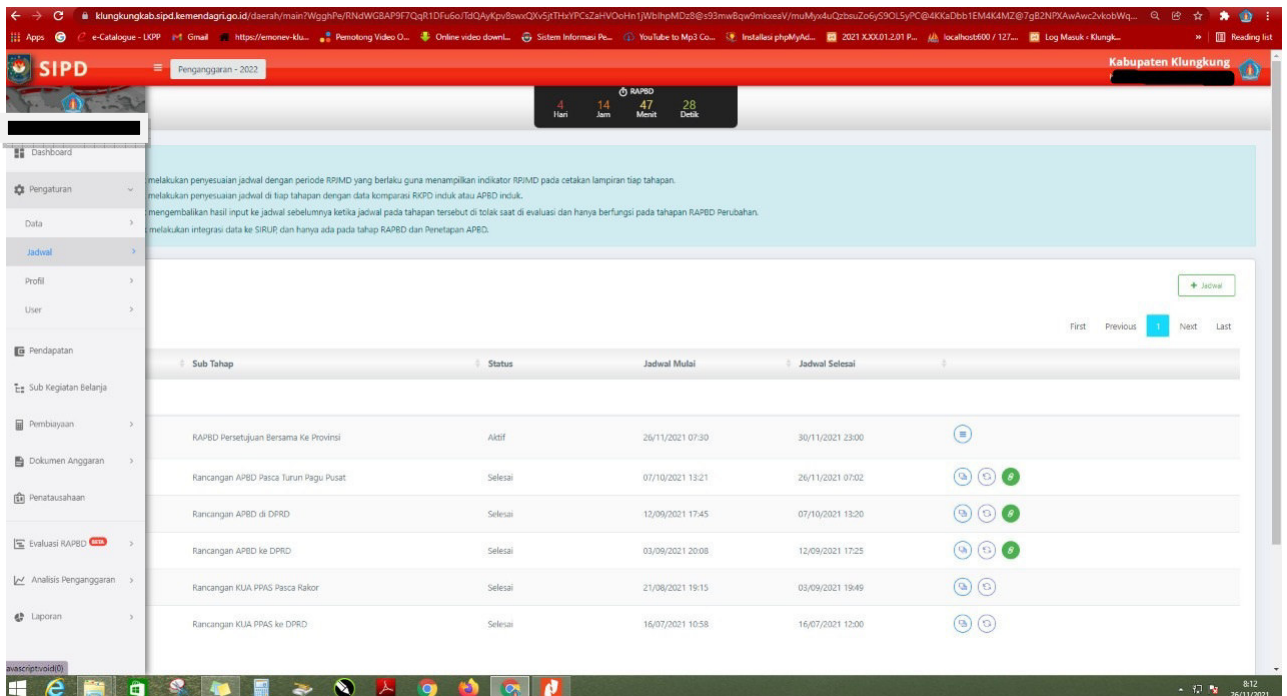 klungkungkab.sipd.kemendagri.go.id/daerah/main?
Apps
e-Catalogue - LKPP
Gmail
https://emonev-klu...
Pemotong Video O...
Online video downl...
Sistem Informasi Pe...
YouTube to Mp3 Co...
Installasi phpMyAd...
2021 X.XX.01.2.01 P...
localhost:600 / 127....
Log Masuk ‹ Klungk...
»
Reading list
SIPD
Penganggaran - 2022
Kabupaten Klungkung
RAPBD
4 14 47 28
Hari Jam Menit Detik
Dashboard
Pengaturan
Data
Jadwal
Profil
User
Pendapatan
Sub Kegiatan Belanja
Pembiayaan
Dokumen Anggaran
Penatausahaan
Evaluasi RAPBD BETA
Analisis Penganggaran
Laporan
melakukan penyesuaian jadwal dengan periode RPJMD yang berlaku guna menampilkan indikator RPJMD pada cetakan lampiran tiap tahapan.
melakukan penyesuaian jadwal di tiap tahapan dengan data komparasi RKPD induk atau APBD induk.
mengembalikan hasil input ke jadwal sebelumnya ketika jadwal pada tahapan tersebut di tolak saat di evaluasi dan hanya berfungsi pada tahapan RAPBD Perubahan.
melakukan integrasi data ke SIRUP, dan hanya ada pada tahap RAPBD dan Penetapan APBD.
+ Jadwal
First Previous 1 Next Last
Sub Tahap Status Jadwal Mulai Jadwal Selesai
RAPBD Persetujuan Bersama Ke Provinsi Aktif 26/11/2021 07:30 30/11/2021 23:00
Rancangan APBD Pasca Turun Pagu Pusat Selesai 07/10/2021 13:21 26/11/2021 07:02
Rancangan APBD di DPRD Selesai 12/09/2021 17:45 07/10/2021 13:20
Rancangan APBD ke DPRD Selesai 03/09/2021 20:08 12/09/2021 17:25
Rancangan KUA PPAS Pasca Rakor Selesai 21/08/2021 19:15 03/09/2021 19:49
Rancangan KUA PPAS ke DPRD Selesai 16/07/2021 10:58 16/07/2021 12:00
avascript:void(0)
8:12
26/11/2021